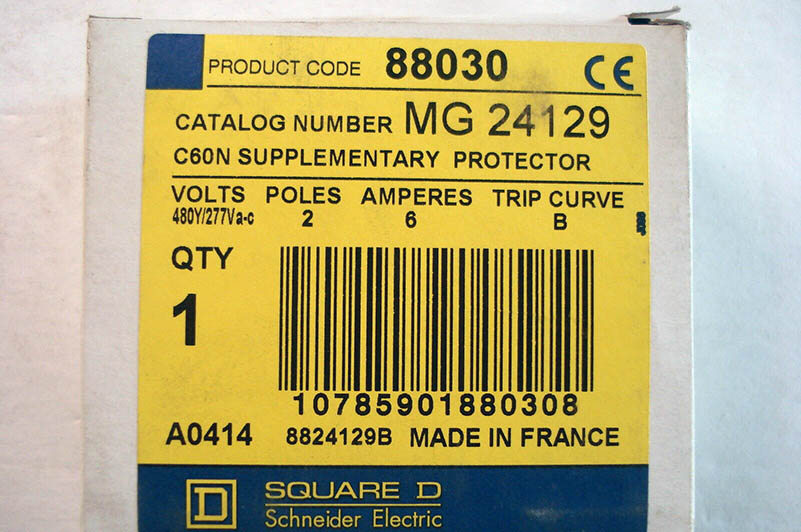 PRODUCT CODE 88030 CE
CATALOG NUMBER MG 24129
C60N SUPPLEMENTARY PROTECTOR
VOLTS POLES AMPERES TRIP CURVE
480Y/277Va-c 2 6 B
QTY
1
10785901880308
A0414 8824129B MADE IN FRANCE
D SQUARE D
Schneider Electric